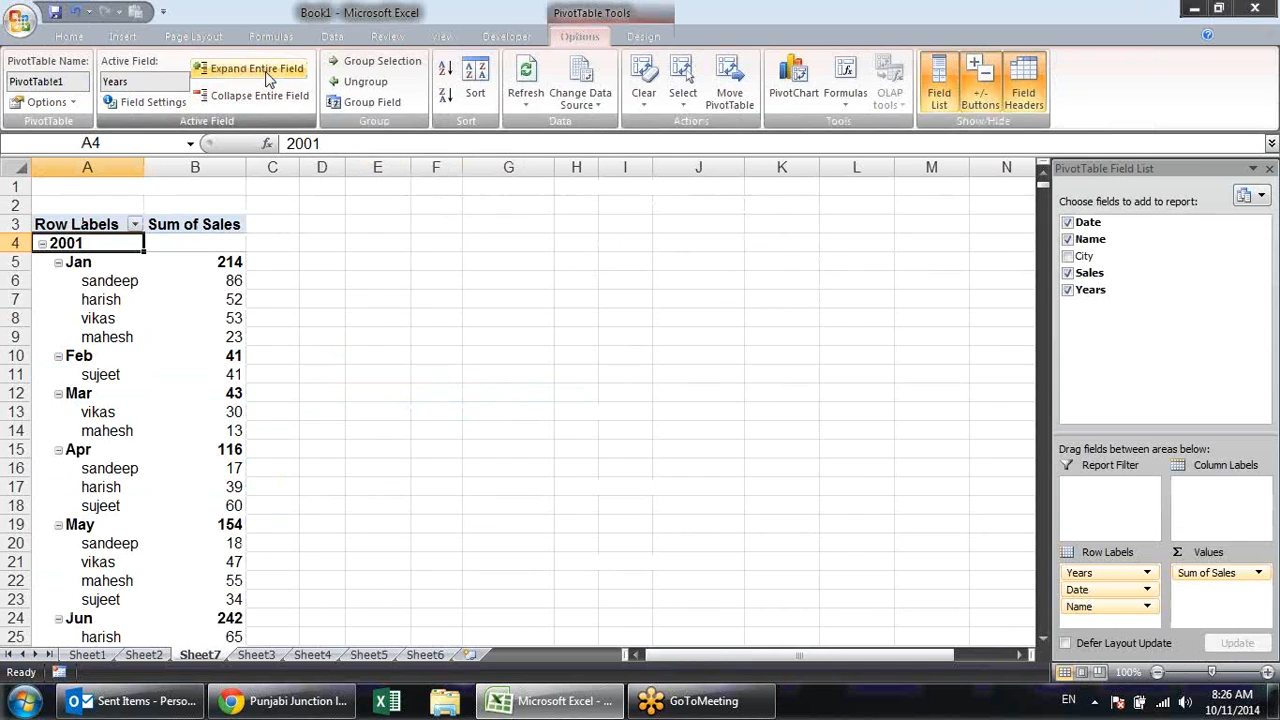 Book1 - Microsoft Excel
PivotTable Tools
Home Insert Page Layout Formulas Data Review View Developer Options Design
PivotTable Name:
PivotTable1
Options
PivotTable
Active Field:
Years
Field Settings
Expand Entire Field
Collapse Entire Field
Active Field
Group Selection
Ungroup
Group Field
Group
Sort
Sort
Refresh
Change Data Source
Data
Clear
Select
Move PivotTable
Actions
PivotChart
Formulas
OLAP tools
Tools
Field List
+/- Buttons
Field Headers
Show/Hide
A4
fx
2001
A B C D E F G H I J K L M N
1
2
3 Row Labels Sum of Sales
4 2001
5 Jan 214
6 sandeep 86
7 harish 52
8 vikas 53
9 mahesh 23
10 Feb 41
11 sujeet 41
12 Mar 43
13 vikas 30
14 mahesh 13
15 Apr 116
16 sandeep 17
17 harish 39
18 sujeet 60
19 May 154
20 sandeep 18
21 vikas 47
22 mahesh 55
23 sujeet 34
24 Jun 242
25 harish 65
PivotTable Field List
Choose fields to add to report:
Date
Name
City
Sales
Years
Drag fields between areas below:
Report Filter
Column Labels
Row Labels
Σ Values
Years
Date
Name
Sum of Sales
Defer Layout Update
Update
Sheet1 Sheet2 Sheet7 Sheet3 Sheet4 Sheet5 Sheet6
Ready
100%
Sent Items - Perso...
Punjabi Junction I...
Microsoft Excel - ...
GoToMeeting
EN
8:26 AM
10/11/2014